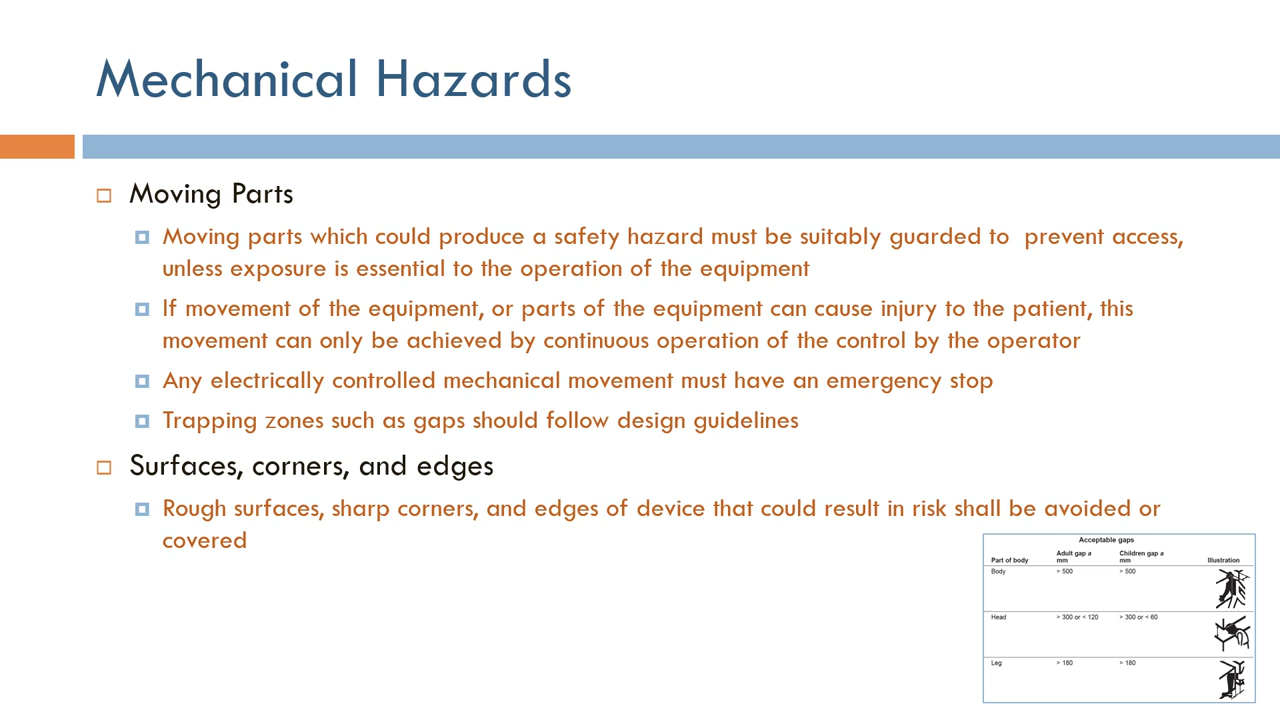 Mechanical Hazards
Moving Parts
Moving parts which could produce a safety hazard must be suitably guarded to  prevent access,
unless exposure is essential to the operation of the equipment
If movement of the equipment, or parts of the equipment can cause injury to the patient, this
movement can only be achieved by continuous operation of the control by the operator
Any electrically controlled mechanical movement must have an emergency stop
Trapping zones such as gaps should follow design guidelines
Surfaces, corners, and edges
Rough surfaces, sharp corners, and edges of device that could result in risk shall be avoided or
covered
Acceptable gaps
Part of body Adult gap a mm Children gap a mm Illustration
Body > 500 > 500
Head > 300 or < 120 > 300 or < 60
Leg > 180 > 180